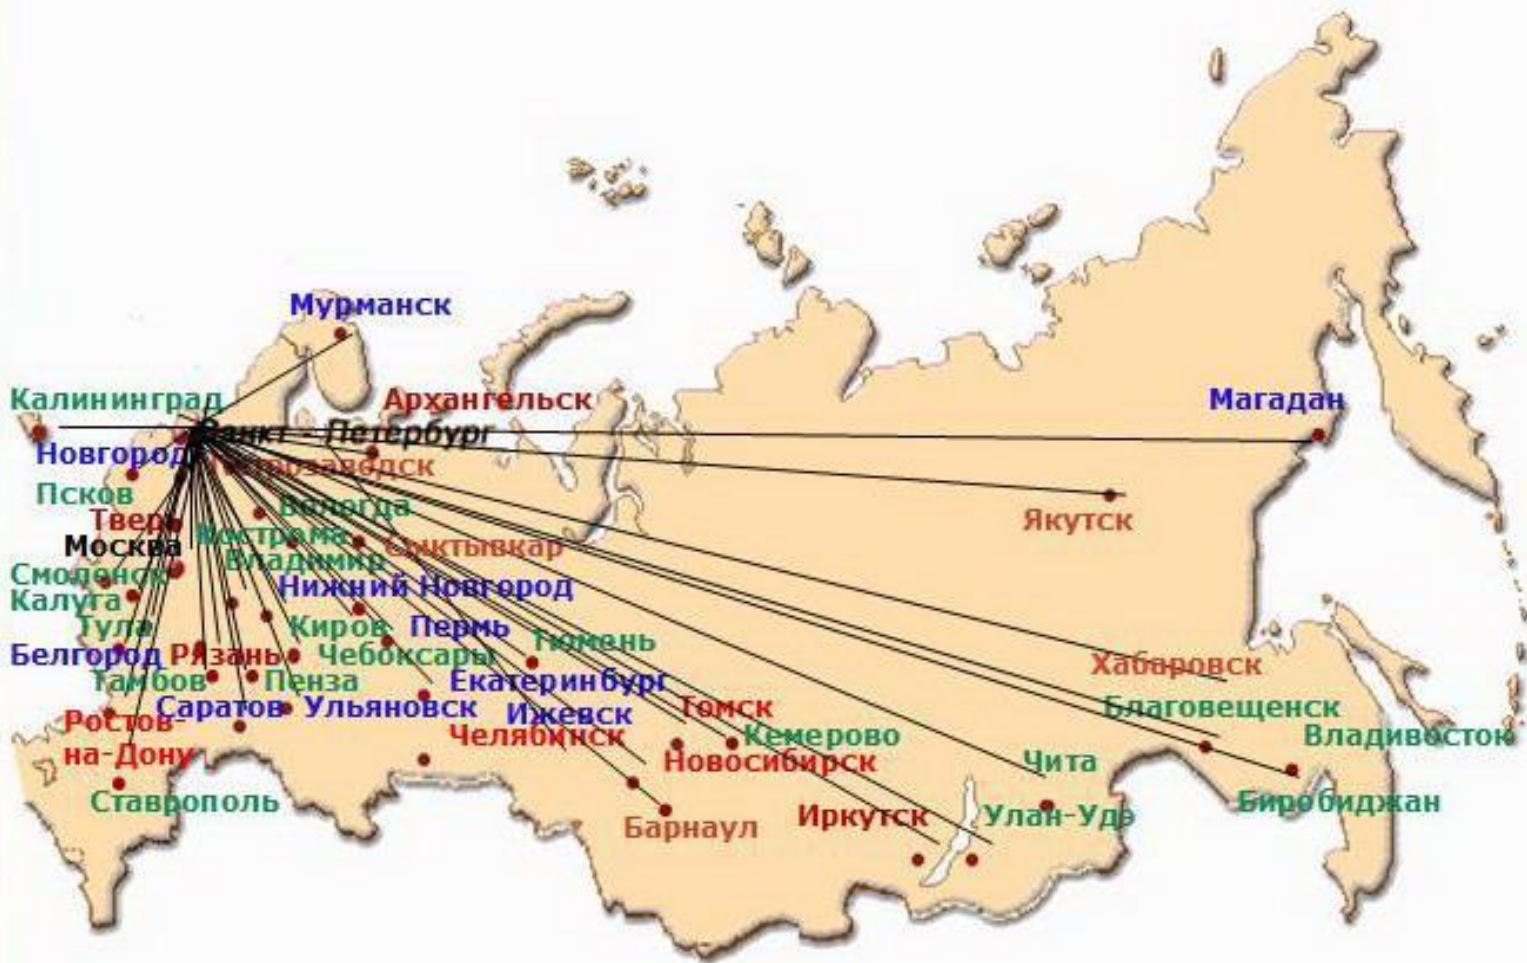 Мурманск
Калининград
Архангельск
Магадан
Санкт - Петербург
Новгород
Петрозаводск
Псков
Вологда
Тверь
Якутск
Кострома
Москва
Сыктывкар
Владимир
Смоленск
Нижний Новгород
Калуга
Тула
Киров
Пермь
Тюмень
Белгород
Рязань
Чебоксары
Хабаровск
Тамбов
Пенза
Екатеринбург
Саратов
Ульяновск
Ижевск
Томск
Благовещенск
Ростов-
на-Дону
Челябинск
Кемерово
Владивосток
Новосибирск
Чита
Ставрополь
Барнаул
Иркутск
Улан-Удэ
Биробиджан